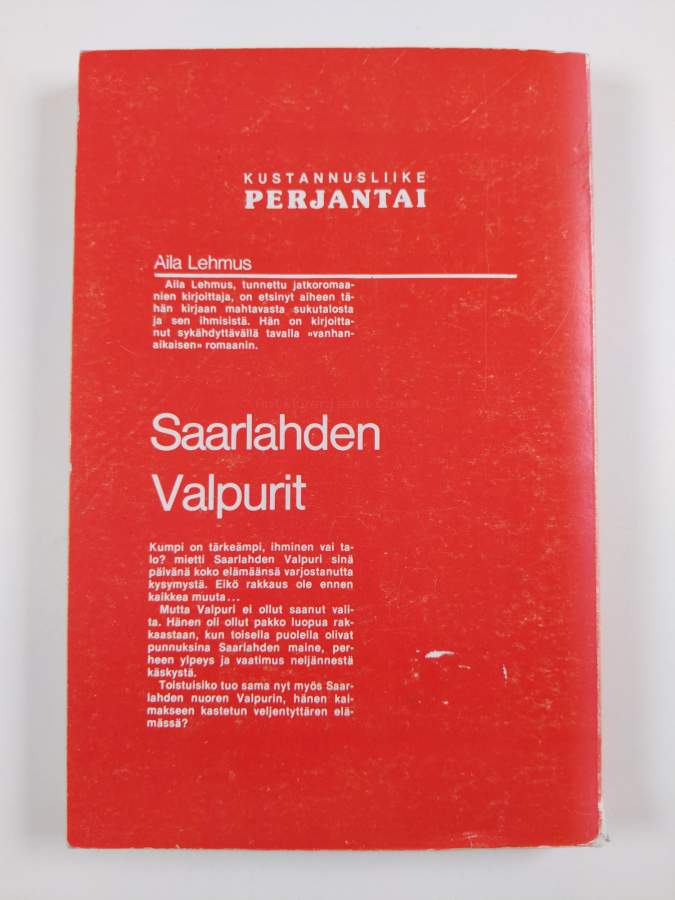 KUSTANNUSLIIKE
PERJANTAI
Aila Lehmus
Aila Lehmus, tunnettu jatkoromaa-
nien kirjoittaja, on etsinyt aiheen tä-
hän kirjaan mahtavasta sukutalosta
ja sen ihmisistä. Hän on kirjoitta-
nut sykähdyttävällä tavalla »vanhan-
aikaisen» romaanin.
Saarlahden
Valpurit
Kumpi on tärkeämpi, ihminen vai ta-
lo? mietti Saarlahden Valpuri sinä
päivänä koko elämäänsä varjostanutta
kysymystä. Eikö rakkaus ole ennen
kaikkea muuta...
Mutta Valpuri ei ollut saanut vali-
ta. Hänen oli ollut pakko luopua rak-
kaastaan, kun toisella puolella olivat
punnuksina Saarlahden maine, per-
heen ylpeys ja vaatimus neljännestä
käskystä.
Toistuisiko tuo sama nyt myös Saar-
lahden nuoren Valpurin, hänen kai-
makseen kastetun veljentyttären elä-
mässä?